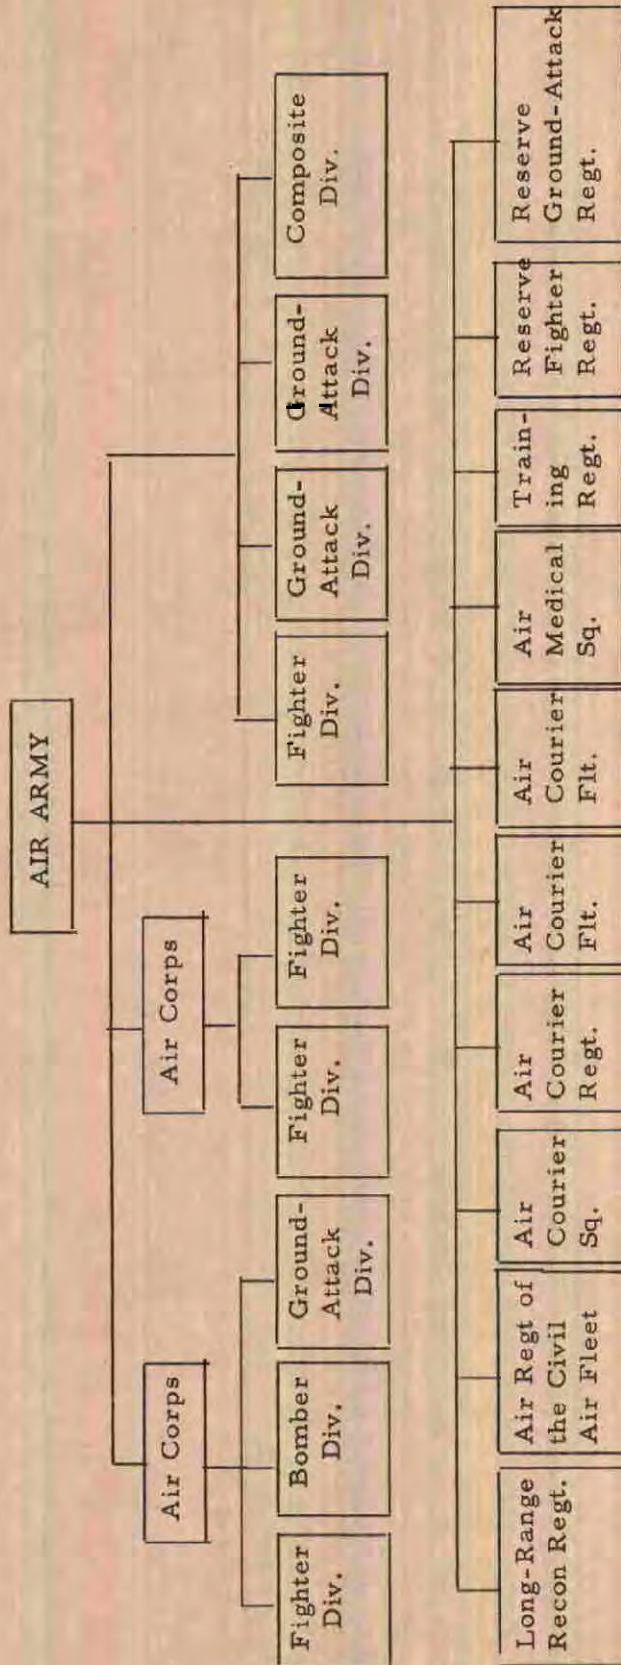 AIR ARMY
Air Corps
Air Corps
Fighter
Div.
Bomber
Div.
Ground-
Attack
Div.
Fighter
Div.
Fighter
Div.
Fighter
Div.
Ground-
Attack
Div.
Ground-
Attack
Div.
Composite
Div.
Long-Range
Recon Regt.
Air Regt of
the Civil
Air Fleet
Air
Courier
Sq.
Air
Courier
Regt.
Air
Courier
Flt.
Air
Courier
Flt.
Air
Medical
Sq.
Train-
ing
Regt.
Reserve
Fighter
Regt.
Reserve
Ground-Attack
Regt.